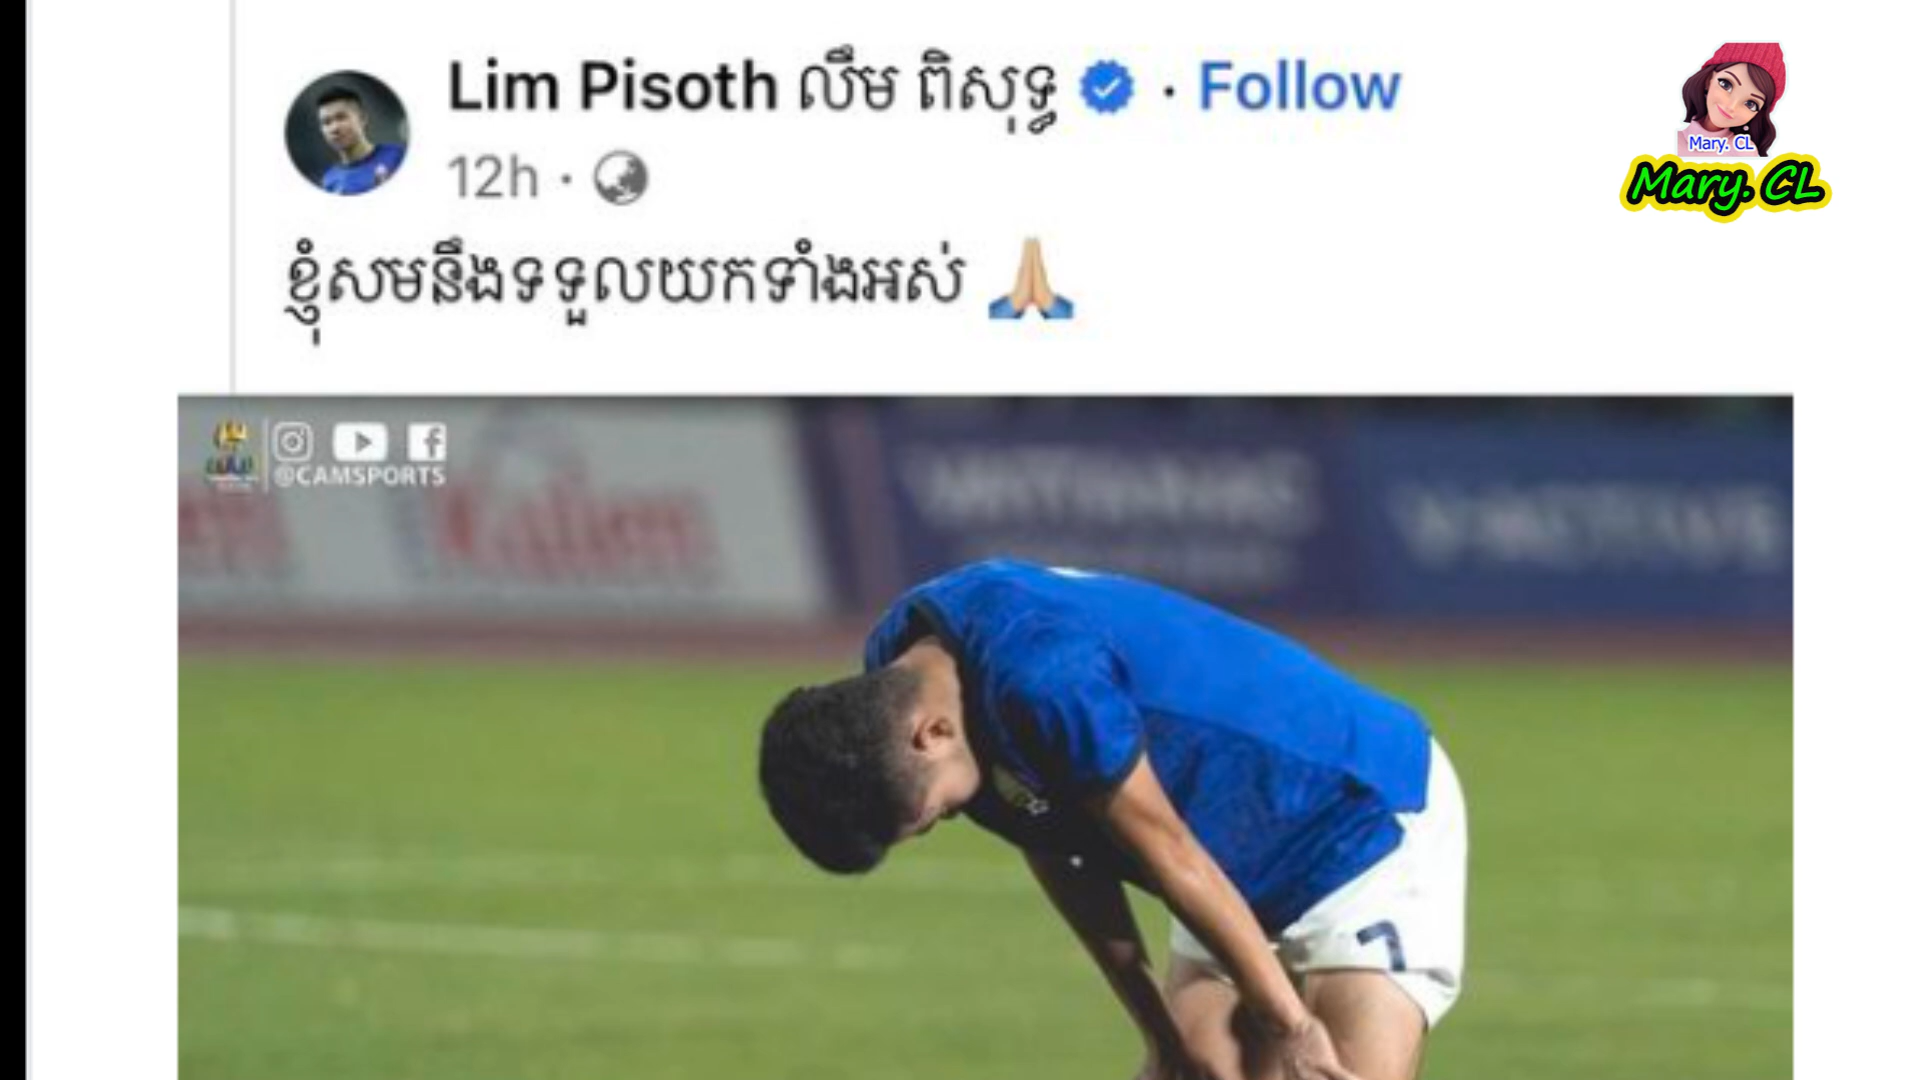 Lim Pisoth លឹម ពិសុទ្ធ · Follow
12h ·
ខ្ញុំសមនឹងទទួលយកទាំងអស់ 🙏🏼
Mary. CL
Mary. CL
@CAMSPORTS
7